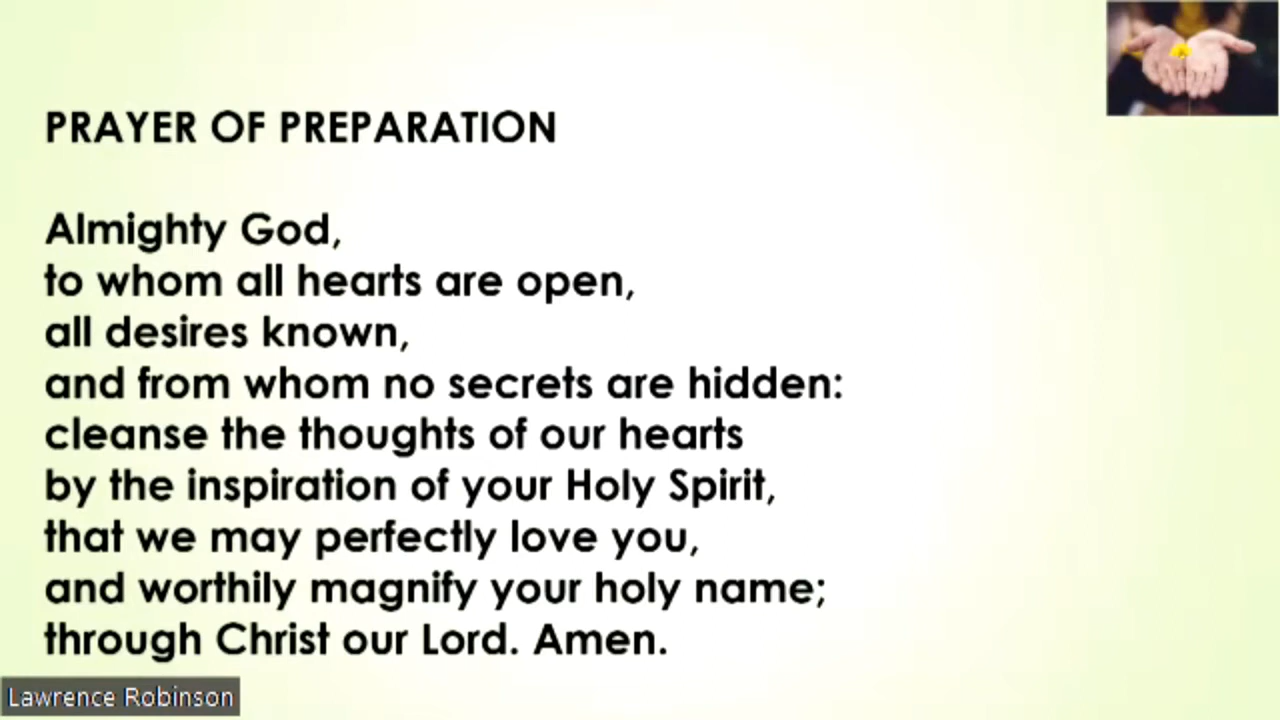 PRAYER OF PREPARATION
Almighty God,
to whom all hearts are open,
all desires known,
and from whom no secrets are hidden:
cleanse the thoughts of our hearts
by the inspiration of your Holy Spirit,
that we may perfectly love you,
and worthily magnify your holy name;
through Christ our Lord. Amen.
Lawrence Robinson